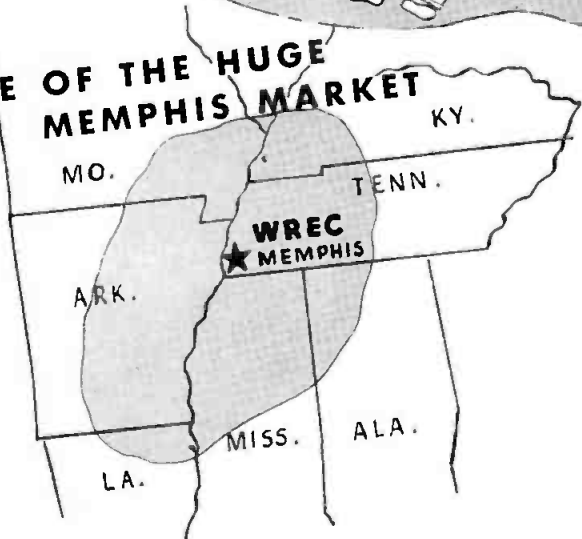 E OF THE HUGE
MEMPHIS MARKET
MO.
KY.
TENN.
WREC
MEMPHIS
ARK.
MISS.
ALA.
LA.